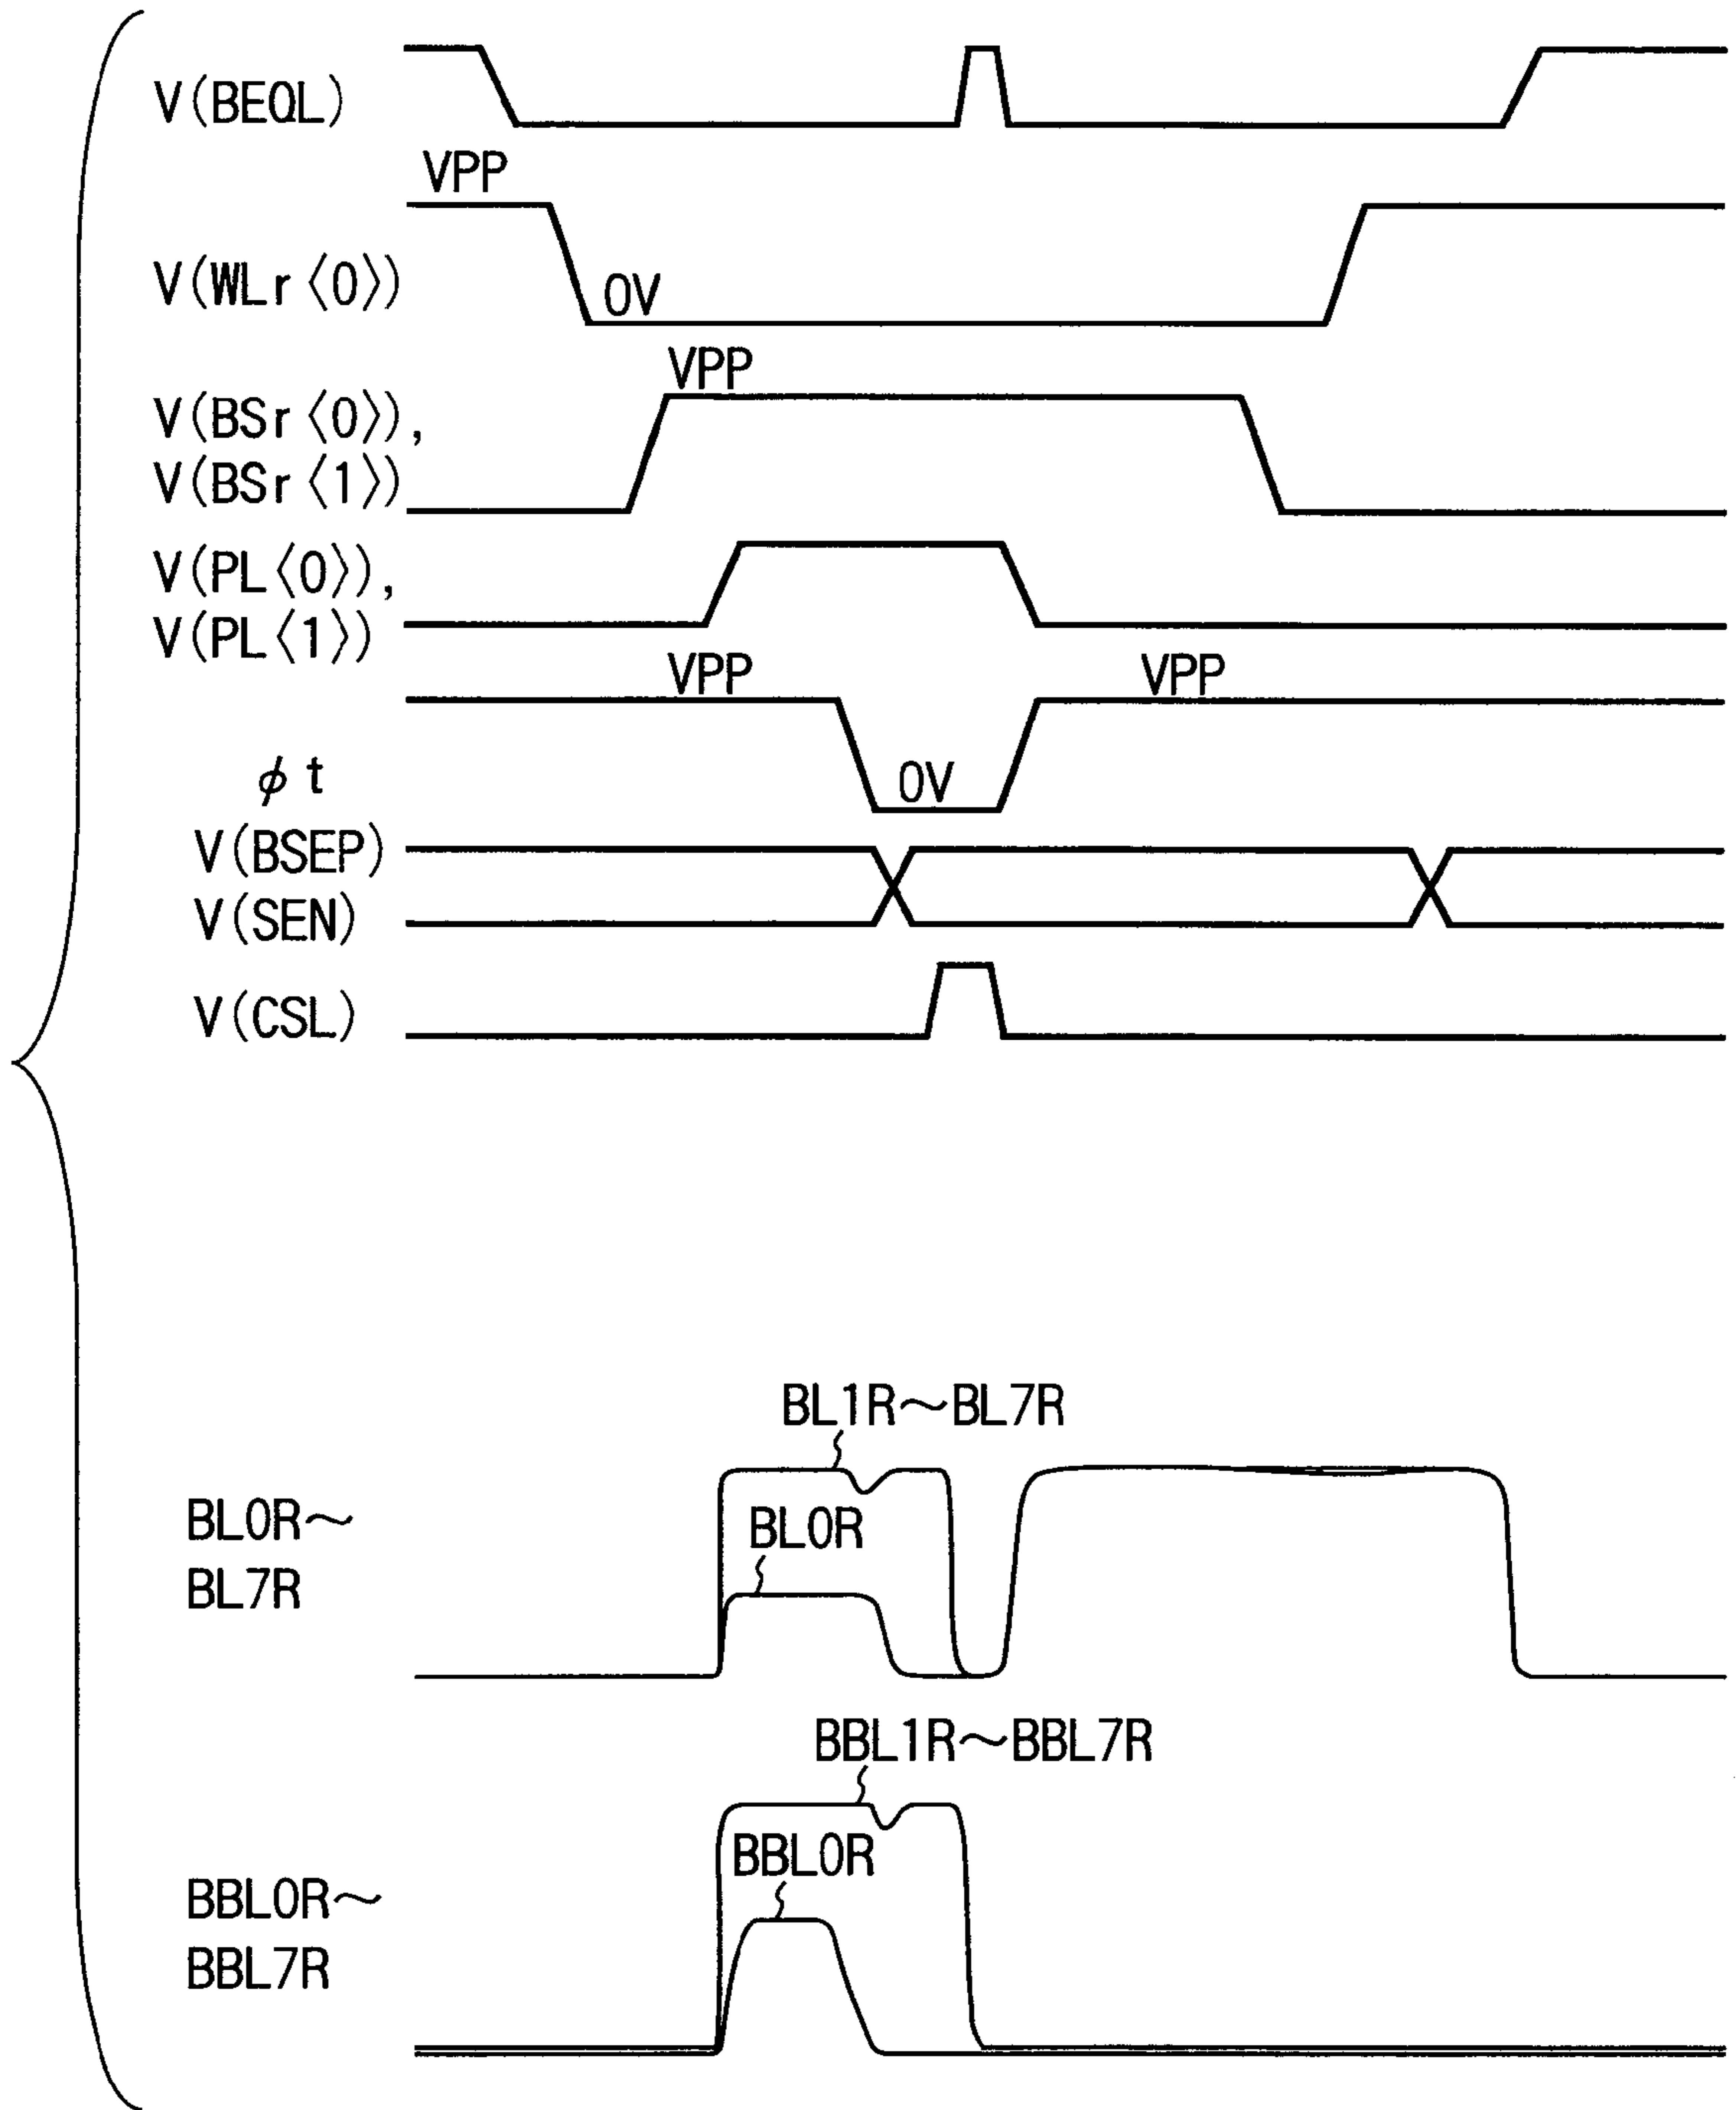 V(BEQL)
VPP
V(WLr〈0〉)
0V
VPP
V(BSr〈0〉),
V(BSr〈1〉)
V(PL〈0〉),
V(PL〈1〉)
VPP
VPP
φt
0V
V(BSEP)
V(SEN)
V(CSL)
BL1R～BL7R
BL0R～
BL7R
BL0R
BBL1R～BBL7R
BBL0R
BBL0R～
BBL7R